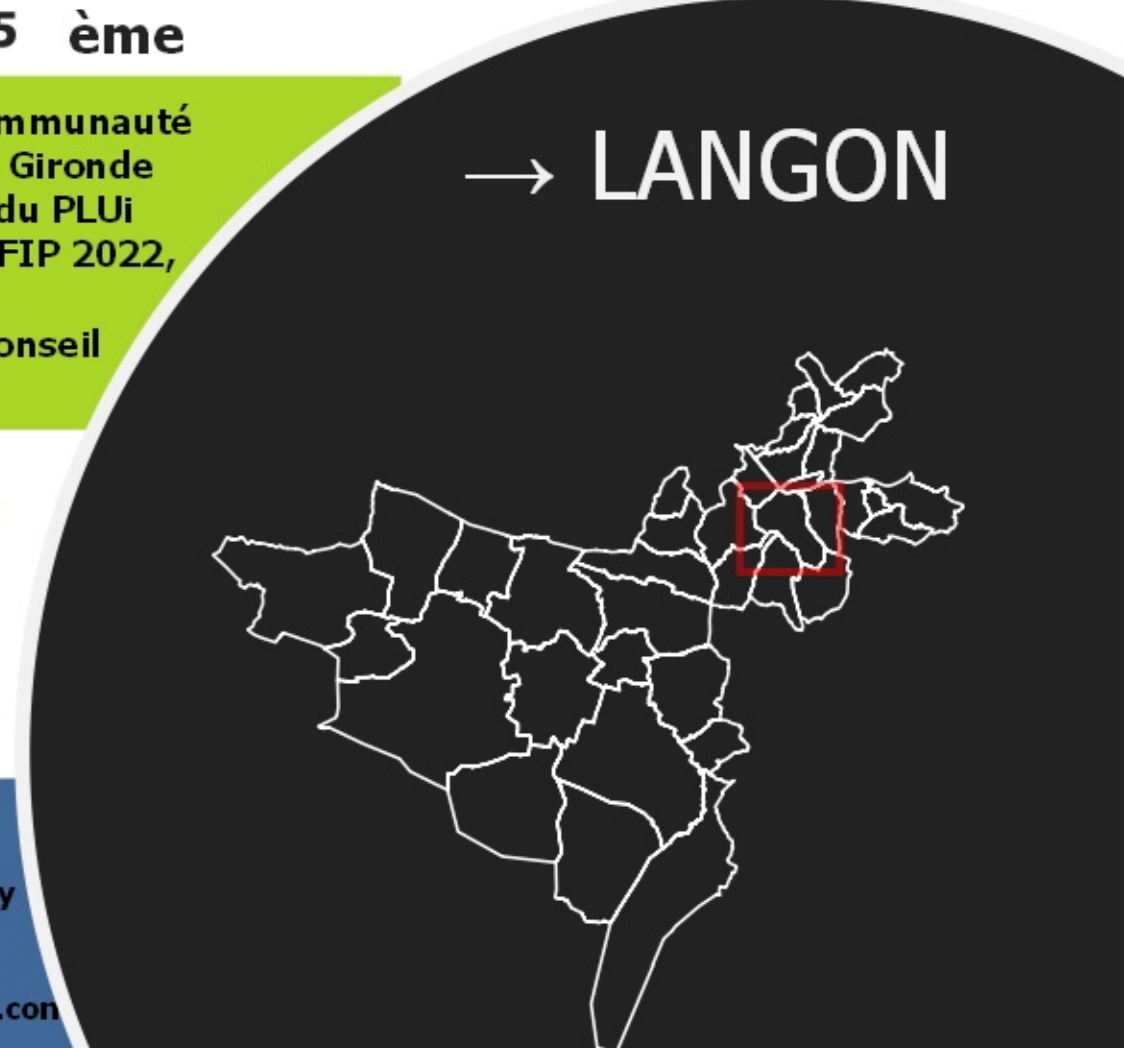 5 ème
→ LANGON
mmunauté
Gironde
du PLUi
FIP 2022,
onseil
y
.con